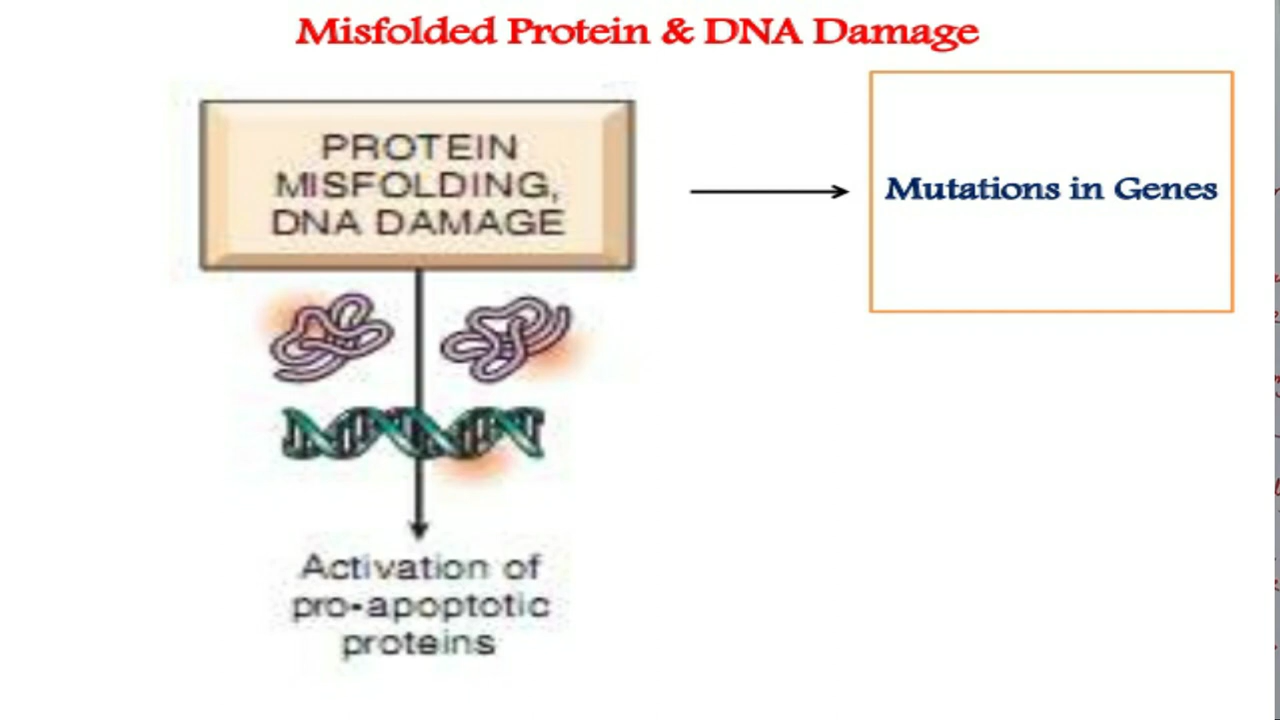 Misfolded Protein & DNA Damage
PROTEIN
MISFOLDING,
DNA DAMAGE
Mutations in Genes
Activation of
pro-apoptotic
proteins